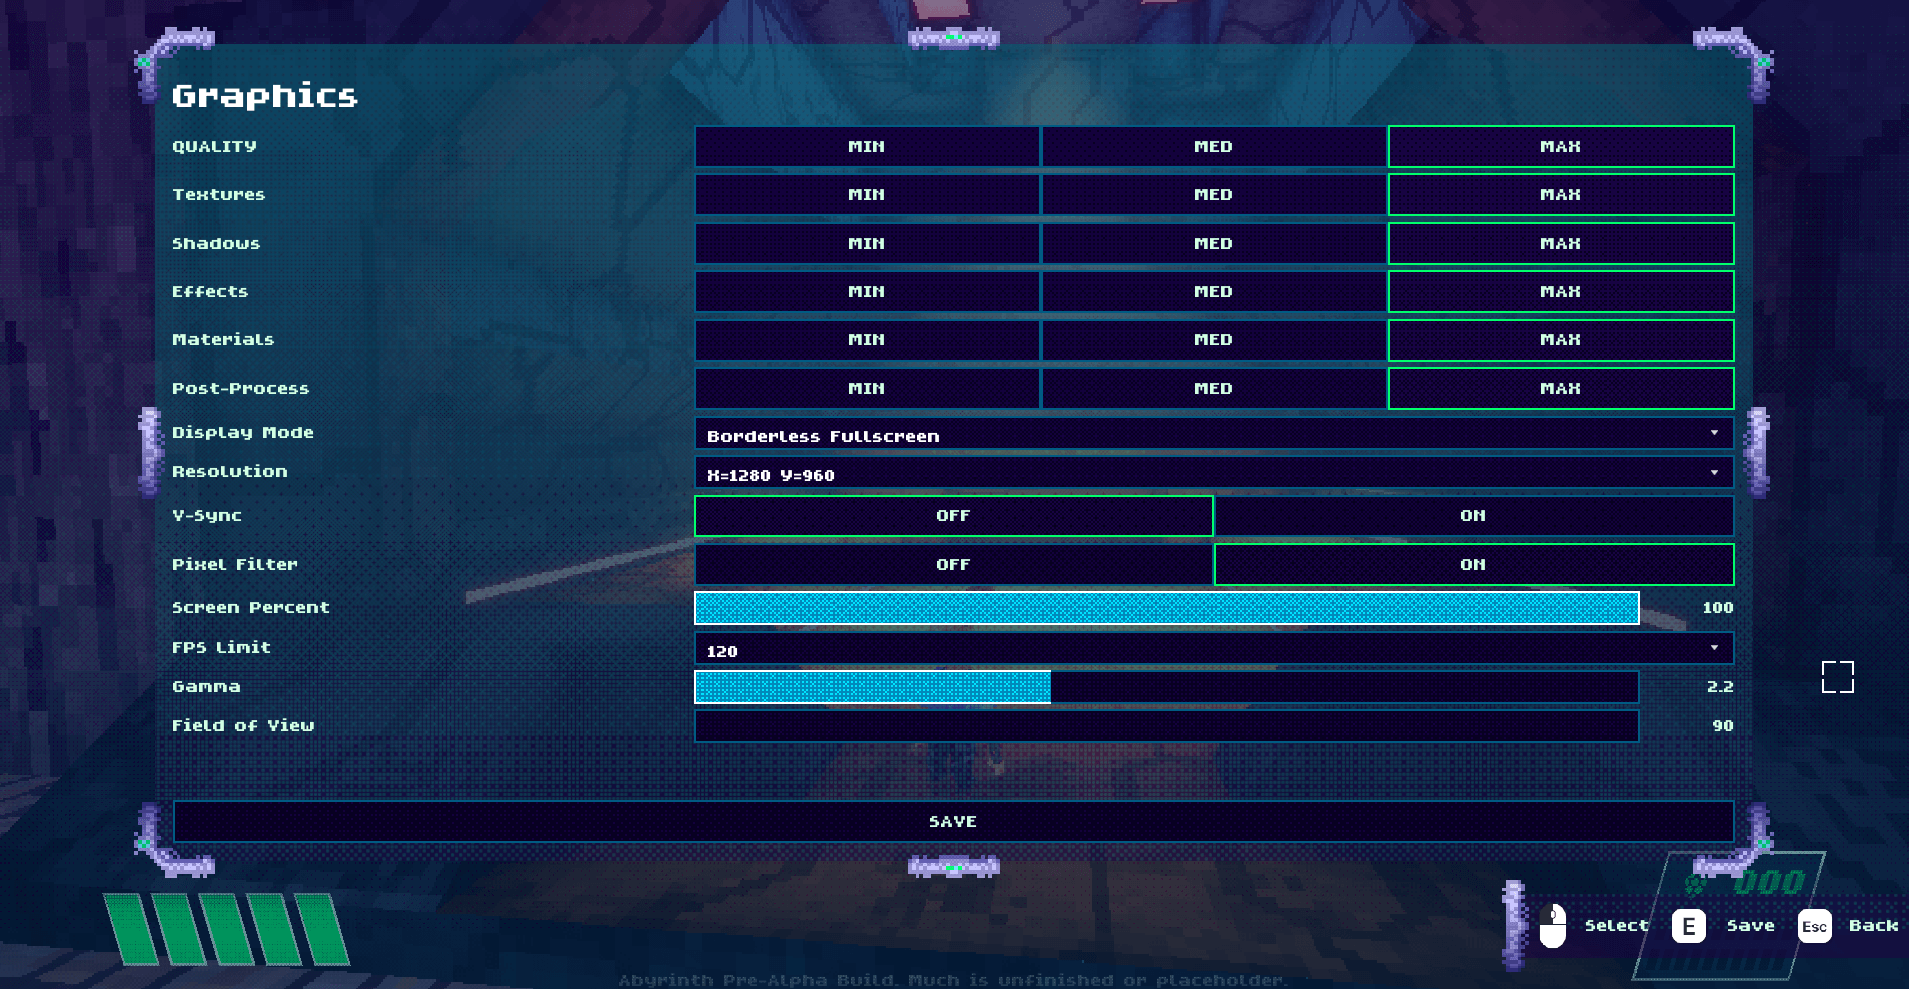 Graphics
QUALITY MIN MED MAX
Textures MIN MED MAX
Shadows MIN MED MAX
Effects MIN MED MAX
Materials MIN MED MAX
Post-Process MIN MED MAX
Display Mode Borderless Fullscreen
Resolution X=1280 Y=960
V-Sync OFF ON
Pixel Filter OFF ON
Screen Percent 100
FPS Limit 120
Gamma 2.2
Field of View 90
SAVE
000
Select E Save Esc Back
Abyrinth Pre-Alpha Build. Much is unfinished or placeholder.